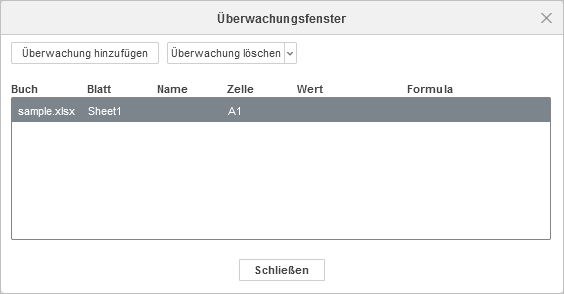 Überwachungsfenster
Überwachung hinzufügen Überwachung löschen
Buch Blatt Name Zelle Wert Formula
sample.xlsx Sheet1 A1
Schließen